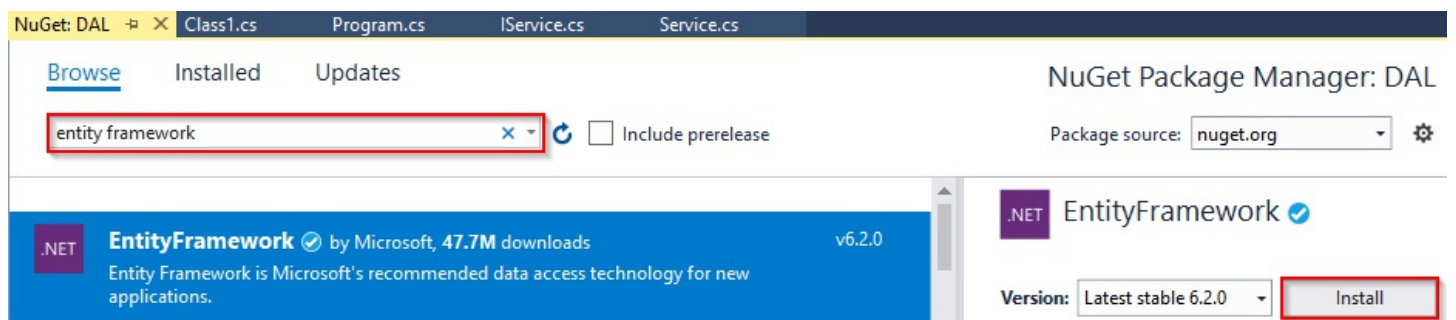 NuGet: DAL Class1.cs Program.cs IService.cs Service.cs
Browse Installed Updates
NuGet Package Manager: DAL
entity framework
Include prerelease
Package source: nuget.org
.NET
EntityFramework by Microsoft, 47.7M downloads
v6.2.0
Entity Framework is Microsoft's recommended data access technology for new
applications.
.NET
EntityFramework
Version: Latest stable 6.2.0
Install